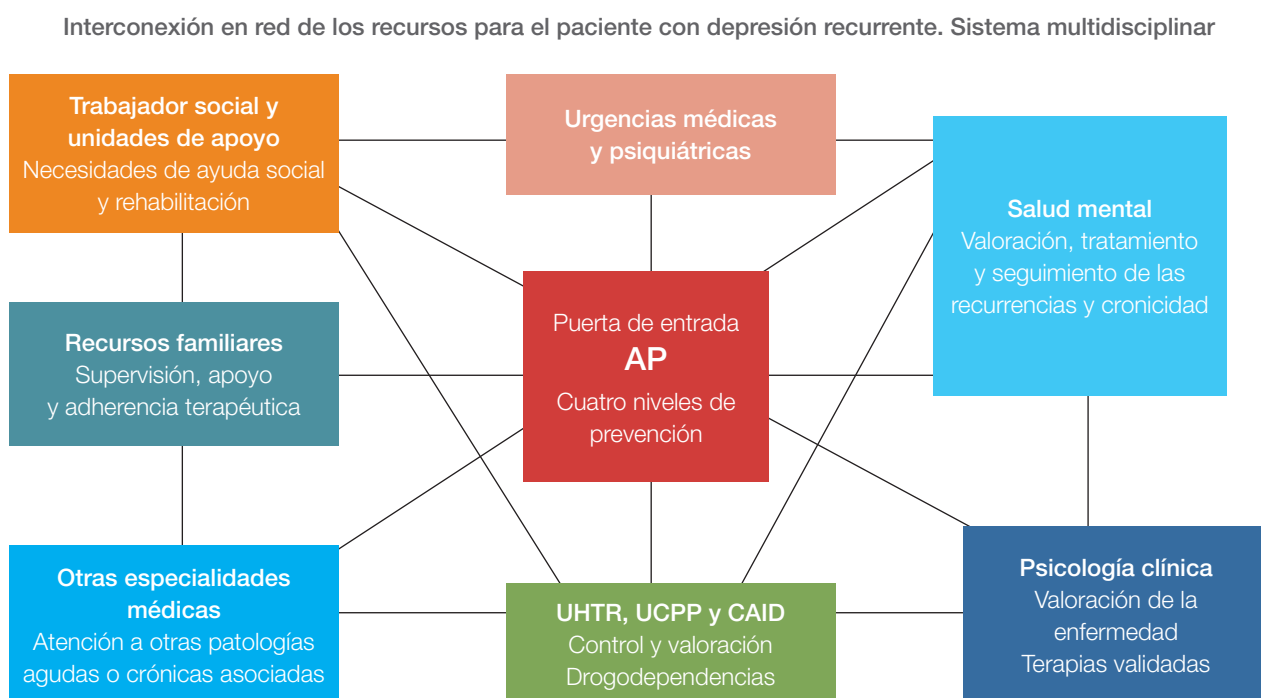 Interconexión en red de los recursos para el paciente con depresión recurrente. Sistema multidisciplinar
Trabajador social y
unidades de apoyo
Necesidades de ayuda social
y rehabilitación
Urgencias médicas
y psiquiátricas
Salud mental
Valoración, tratamiento
y seguimiento de las
recurrencias y cronicidad
Recursos familiares
Supervisión, apoyo
y adherencia terapéutica
Puerta de entrada
AP
Cuatro niveles de
prevención
Otras especialidades
médicas
Atención a otras patologías
agudas o crónicas asociadas
UHTR, UCPP y CAID
Control y valoración
Drogodependencias
Psicología clínica
Valoración de la
enfermedad
Terapias validadas